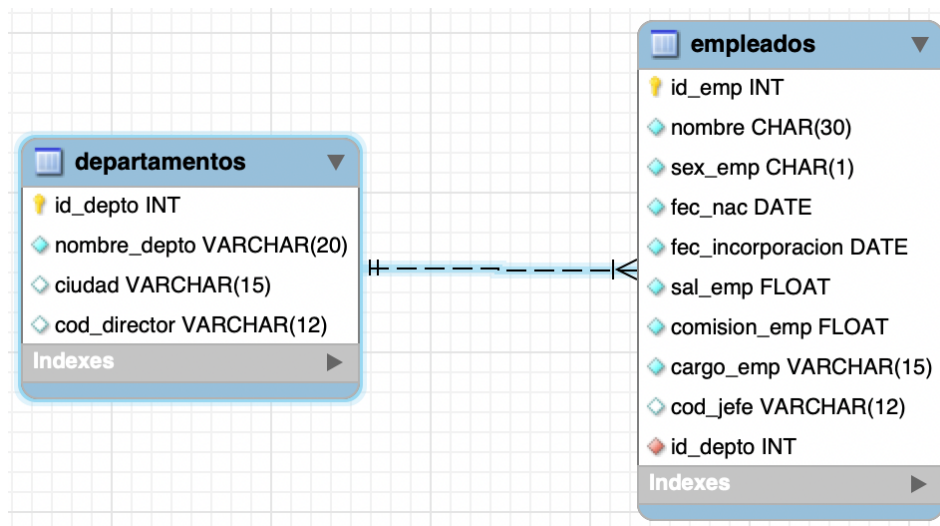 departamentos
id_depto INT
nombre_depto VARCHAR(20)
ciudad VARCHAR(15)
cod_director VARCHAR(12)
Indexes
empleados
id_emp INT
nombre CHAR(30)
sex_emp CHAR(1)
fec_nac DATE
fec_incorporacion DATE
sal_emp FLOAT
comision_emp FLOAT
cargo_emp VARCHAR(15)
cod_jefe VARCHAR(12)
id_depto INT
Indexes